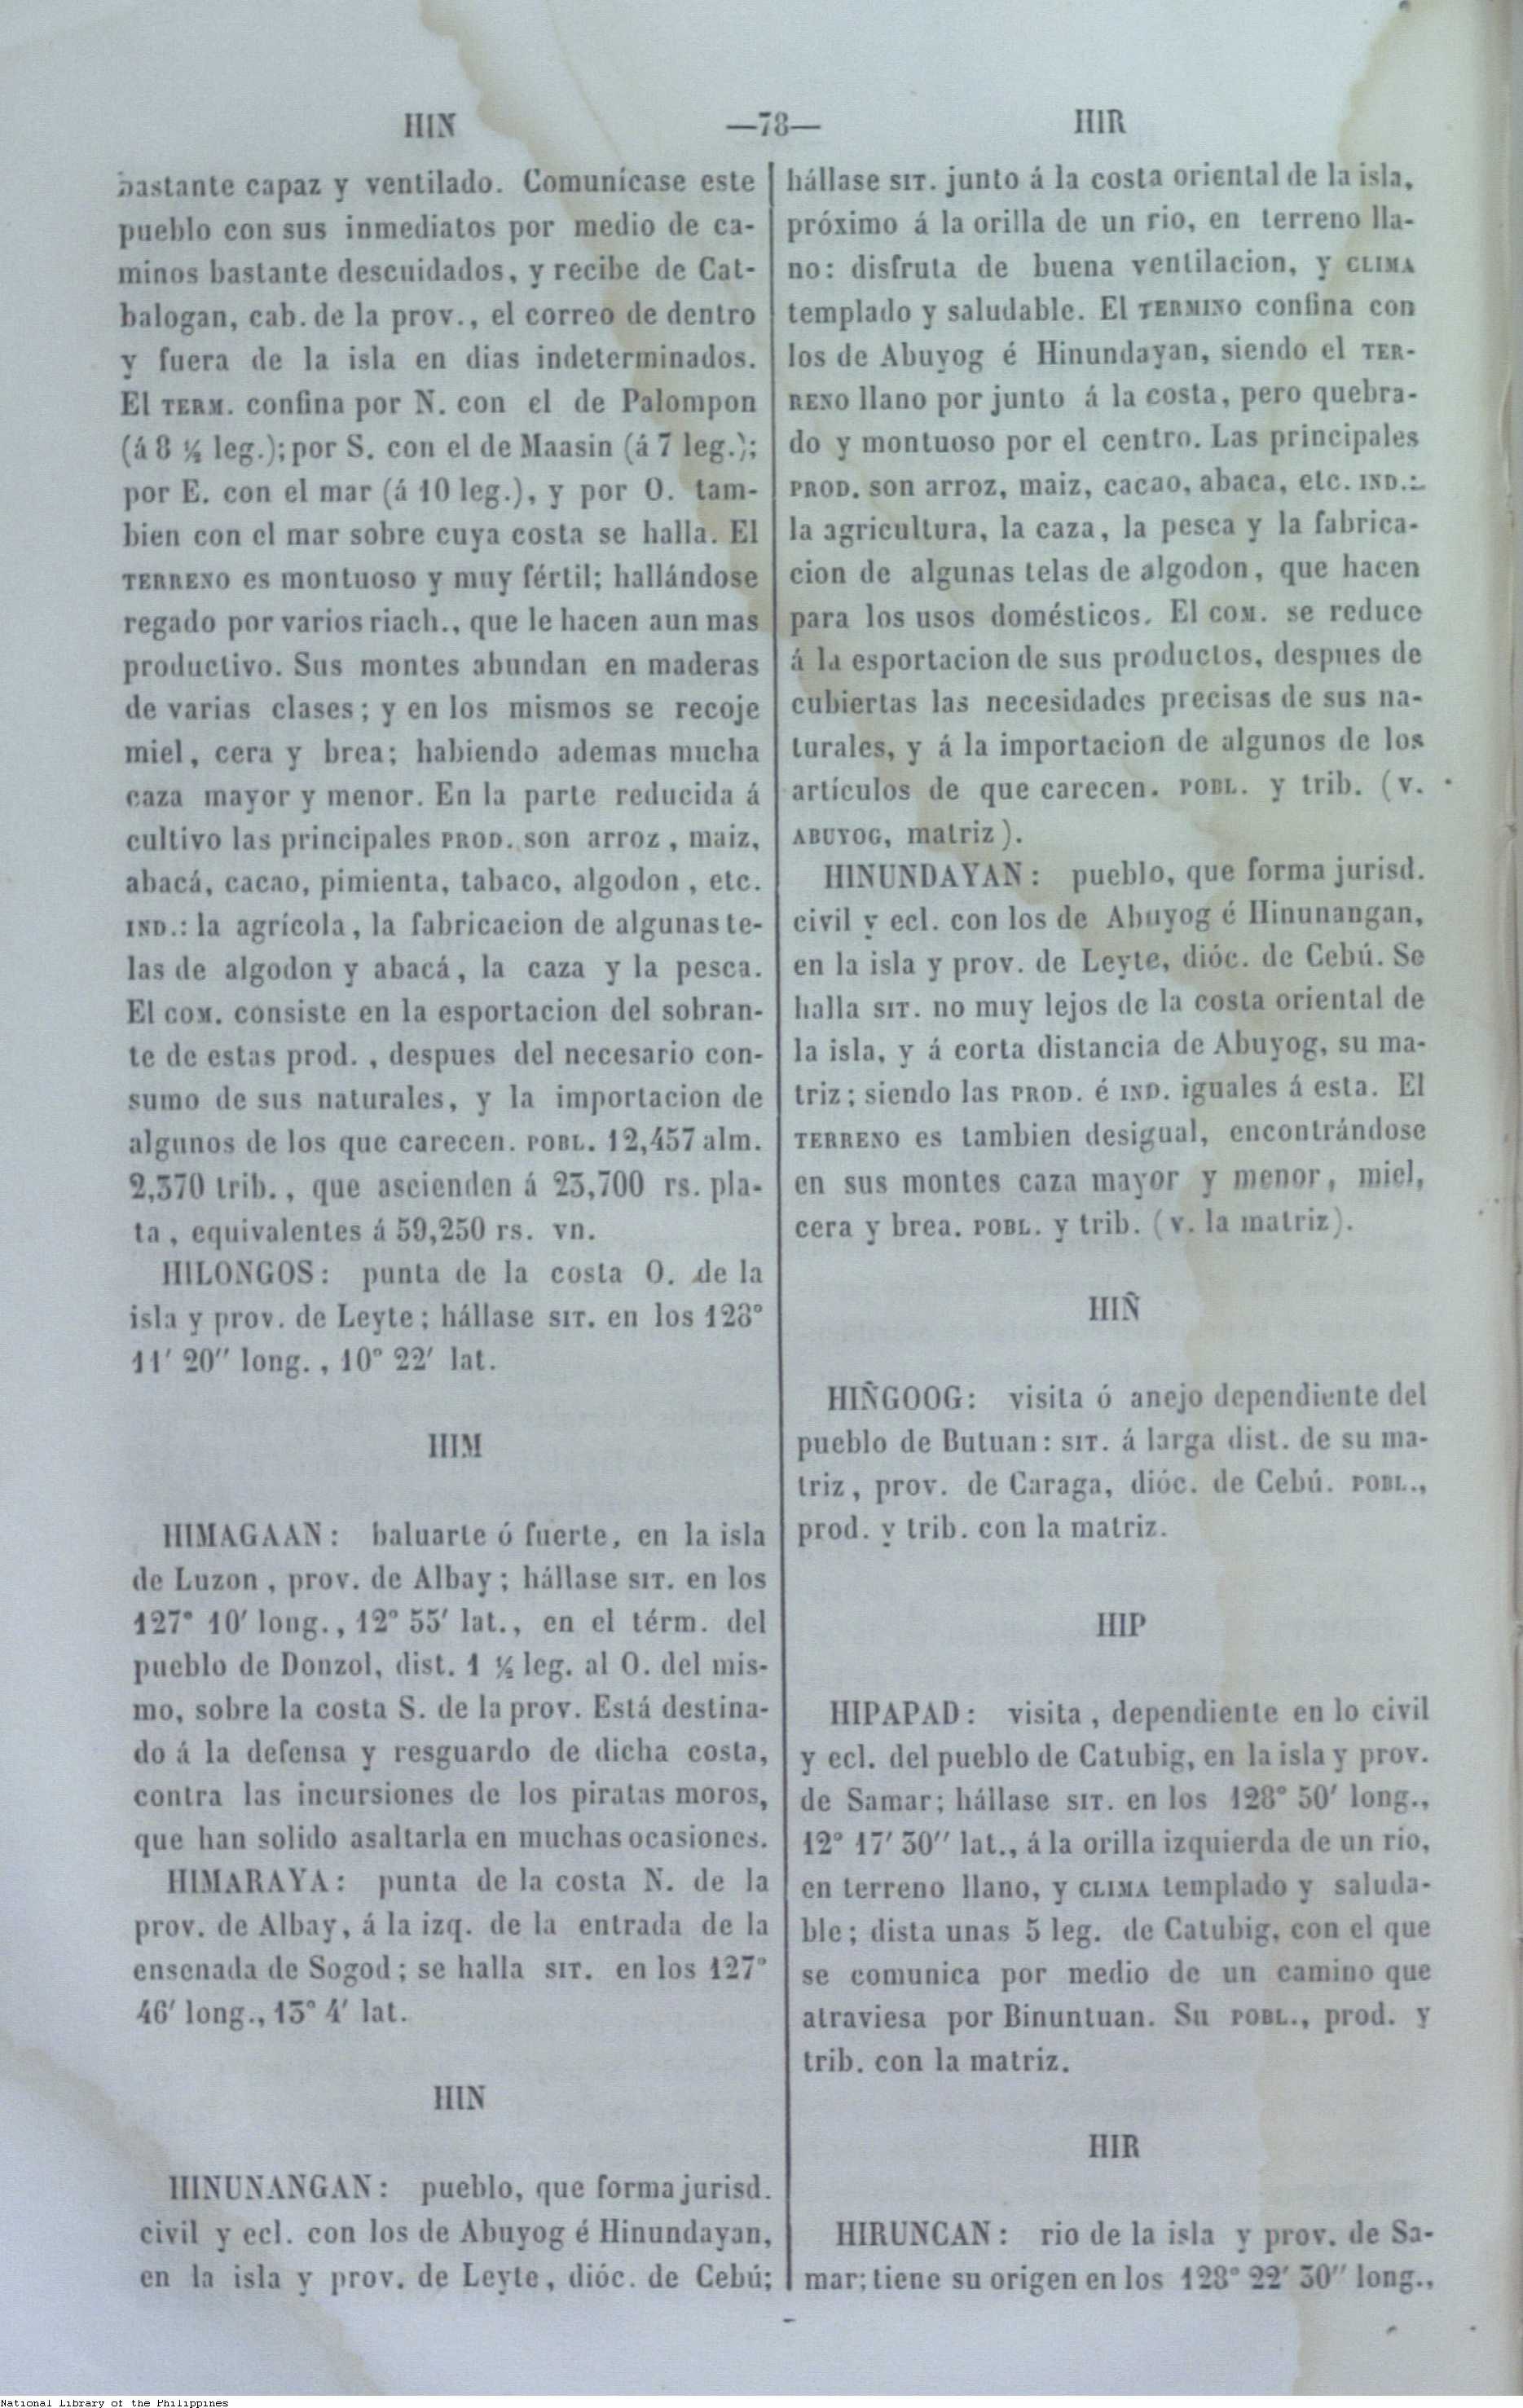 HIN —78— HIR
bastante capaz y ventilado. Comunícase este
pueblo con sus inmediatos por medio de ca-
minos bastante descuidados, y recibe de Cat-
balogan, cab. de la prov., el correo de dentro
y fuera de la isla en dias indeterminados.
El TERM. confina por N. con el de Palompon
(á 8 ½ leg.); por S. con el de Maasin (á 7 leg.);
por E. con el mar (á 10 leg.), y por O. tam-
bien con el mar sobre cuya costa se halla. El
TERRENO es montuoso y muy fértil; hallándose
regado por varios riach., que le hacen aun mas
productivo. Sus montes abundan en maderas
de varias clases; y en los mismos se recoje
miel, cera y brea; habiendo ademas mucha
caza mayor y menor. En la parte reducida á
cultivo las principales PROD. son arroz, maiz,
abacá, cacao, pimienta, tabaco, algodon, etc.
IND.: la agrícola, la fabricacion de algunas te-
las de algodon y abacá, la caza y la pesca.
El COM. consiste en la esportacion del sobran-
te de estas prod., despues del necesario con-
sumo de sus naturales, y la importacion de
algunos de los que carecen. POBL. 12,457 alm.
2,370 trib., que ascienden á 23,700 rs. pla-
ta, equivalentes á 59,250 rs. vn.
HILONGOS: punta de la costa O. de la
isla y prov. de Leyte; hállase SIT. en los 128°
11′ 20″ long., 10° 22′ lat.
HIM
HIMAGAAN: baluarte ó fuerte, en la isla
de Luzon, prov. de Albay; hállase SIT. en los
127° 10′ long., 12° 55′ lat., en el térm. del
pueblo de Donzol, dist. 1 ½ leg. al O. del mis-
mo, sobre la costa S. de la prov. Está destina-
do á la defensa y resguardo de dicha costa,
contra las incursiones de los piratas moros,
que han solido asaltarla en muchas ocasiones.
HIMARAYA: punta de la costa N. de la
prov. de Albay, á la izq. de la entrada de la
ensenada de Sogod; se halla SIT. en los 127°
46′ long., 13° 4′ lat.
HIN
HINUNANGAN: pueblo, que forma jurisd.
civil y ecl. con los de Abuyog é Hinundayan,
en la isla y prov. de Leyte, dióc. de Cebú;
hállase SIT. junto á la costa oriental de la isla,
próximo á la orilla de un rio, en terreno lla-
no: disfruta de buena ventilacion, y CLIMA
templado y saludable. El TERMINO confina con
los de Abuyog é Hinundayan, siendo el TER-
RENO llano por junto á la costa, pero quebra-
do y montuoso por el centro. Las principales
PROD. son arroz, maiz, cacao, abaca, etc. IND.:
la agricultura, la caza, la pesca y la fabrica-
cion de algunas telas de algodon, que hacen
para los usos domésticos. El COM. se reduce
á la esportacion de sus productos, despues de
cubiertas las necesidades precisas de sus na-
turales, y á la importacion de algunos de los
artículos de que carecen. POBL. y trib. (V.
ABUYOG, matriz).
HINUNDAYAN: pueblo, que forma jurisd.
civil y ecl. con los de Abuyog é Hinunangan,
en la isla y prov. de Leyte, dióc. de Cebú. Se
halla SIT. no muy lejos de la costa oriental de
la isla, y á corta distancia de Abuyog, su ma-
triz; siendo las PROD. é IND. iguales á esta. El
TERRENO es tambien desigual, encontrándose
en sus montes caza mayor y menor, miel,
cera y brea. POBL. y trib. (v. la matriz).
HIÑ
HIÑGOOG: visita ó anejo dependiente del
pueblo de Butuan: SIT. á larga dist. de su ma-
triz, prov. de Caraga, dióc. de Cebú. POBL.,
prod. y trib. con la matriz.
HIP
HIPAPAD: visita, dependiente en lo civil
y ecl. del pueblo de Catubig, en la isla y prov.
de Samar; hállase SIT. en los 128° 50′ long.,
12° 17′ 30″ lat., á la orilla izquierda de un rio,
en terreno llano, y CLIMA templado y saluda-
ble; dista unas 5 leg. de Catubig, con el que
se comunica por medio de un camino que
atraviesa por Binuntuan. Su POBL., prod. y
trib. con la matriz.
HIR
HIRUNCAN: rio de la isla y prov. de Sa-
mar; tiene su origen en los 128° 22′ 30″ long.,
National Library of the Philippines